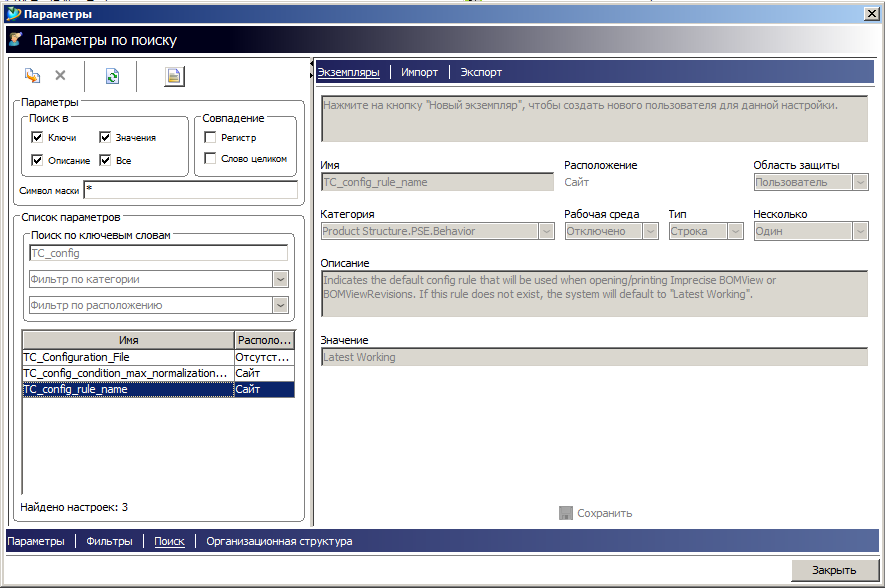 Параметры
Параметры по поиску
Параметры
Поиск в
Ключи
Значения
Описание
Все
Совпадение
Регистр
Слово целиком
Символ маски *
Список параметров
Поиск по ключевым словам
TC_config
Фильтр по категории
Фильтр по расположению
Имя Располо...
TC_Configuration_File Отсутст...
TC_config_condition_max_normalization... Сайт
TC_config_rule_name Сайт
Найдено настроек: 3
Экземпляры Импорт Экспорт
Нажмите на кнопку "Новый экземпляр", чтобы создать нового пользователя для данной настройки.
Имя Расположение Область защиты
TC_config_rule_name Сайт Пользователь
Категория Рабочая среда Тип Несколько
Product Structure.PSE.Behavior Отключено Строка Один
Описание
Indicates the default config rule that will be used when opening/printing Imprecise BOMView or
BOMViewRevisions. If this rule does not exist, the system will default to "Latest Working".
Значение
Latest Working
Сохранить
Параметры Фильтры Поиск Организационная структура
Закрыть